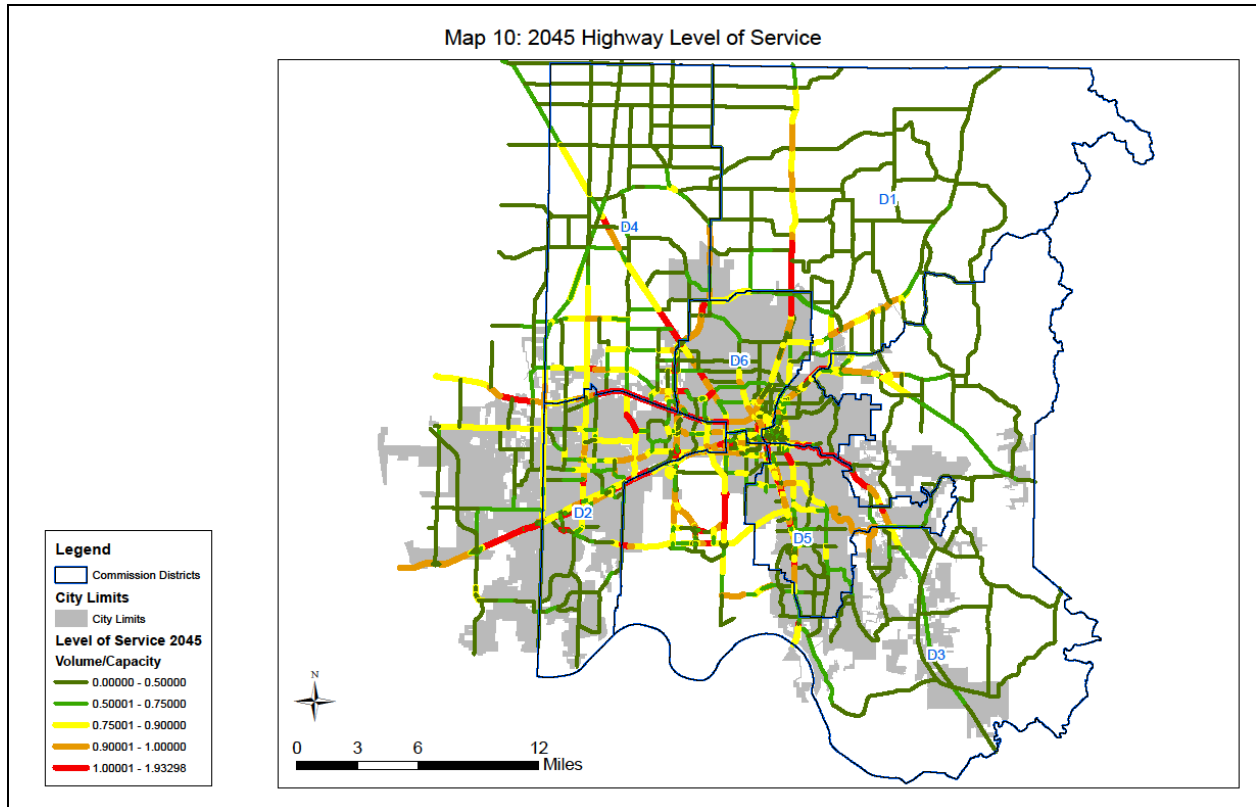 Map 10: 2045 Highway Level of Service
D1
D4
D6
D2
D5
D3
Legend
Commission Districts
City Limits
City Limits
Level of Service 2045
Volume/Capacity
0.00000 - 0.50000
0.50001 - 0.75000
0.75001 - 0.90000
0.90001 - 1.00000
1.00001 - 1.93298
N
0 3 6 12
Miles